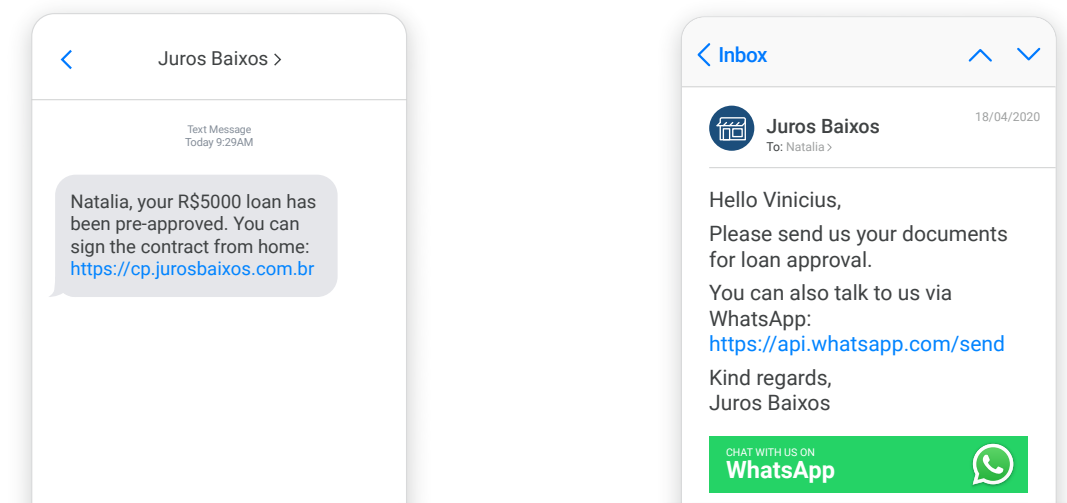 Juros Baixos >
Text Message
Today 9:29AM
Natalia, your R$5000 loan has
been pre-approved. You can
sign the contract from home:
https://cp.jurosbaixos.com.br
Inbox
Juros Baixos
18/04/2020
To: Natalia >
Hello Vinicius,
Please send us your documents
for loan approval.
You can also talk to us via
WhatsApp:
https://api.whatsapp.com/send
Kind regards,
Juros Baixos
CHAT WITH US ON
WhatsApp